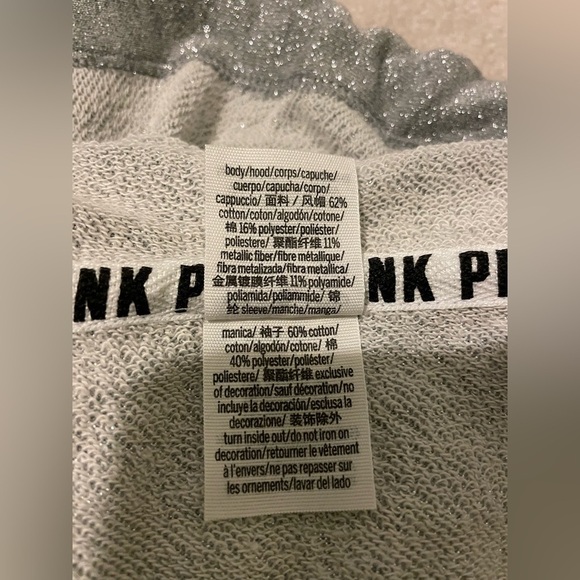 body/hood/corps/capuche/
cuerpo/capucha/corpo/
cappuccio/ 面料 / 风帽 62%
cotton/coton/algodón/cotone/
棉 16% polyester/poliéster/
poliestere/ 聚酯纤维 11%
metallic fiber/fibre métallique/
fibra metalizada/fibra metallica/
金属镀膜纤维 11% polyamide/
poliamida/poliammide/ 锦
纶 sleeve/manche/manga/
NK P
NK PI
manica/ 袖子 60% cotton/
coton/algodón/cotone/ 棉
40% polyester/poliéster/
poliestere/ 聚酯纤维 exclusive
of decoration/sauf décoration/no
incluye la decoración/esclusa la
decorazione/ 装饰除外
turn inside out/do not iron on
decoration/retourner le vêtement
à l'envers/ne pas repasser sur
les ornements/lavar del lado